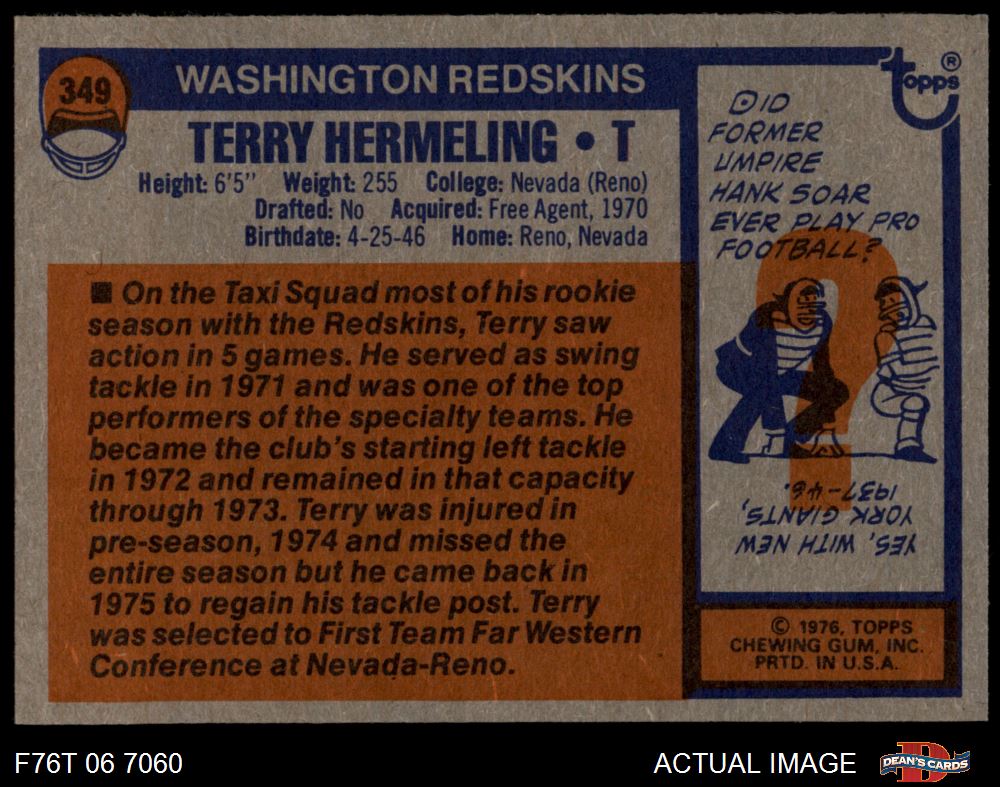 349
WASHINGTON REDSKINS
TERRY HERMELING • T
Height: 6'5" Weight: 255 College: Nevada (Reno)
Drafted: No Acquired: Free Agent, 1970
Birthdate: 4-25-46 Home: Reno, Nevada
■ On the Taxi Squad most of his rookie
season with the Redskins, Terry saw
action in 5 games. He served as swing
tackle in 1971 and was one of the top
performers of the specialty teams. He
became the club's starting left tackle
in 1972 and remained in that capacity
through 1973. Terry was injured in
pre-season, 1974 and missed the
entire season but he came back in
1975 to regain his tackle post. Terry
was selected to First Team Far Western
Conference at Nevada-Reno.
topps®
DID
FORMER
UMPIRE
HANK SOAR
EVER PLAY PRO
FOOTBALL?
?
YES, WITH NEW
YORK GIANTS,
1937-46.
© 1976, TOPPS
CHEWING GUM, INC.
PRTD. IN U.S.A.
F76T 06 7060
ACTUAL IMAGE
D
DEAN'S CARDS